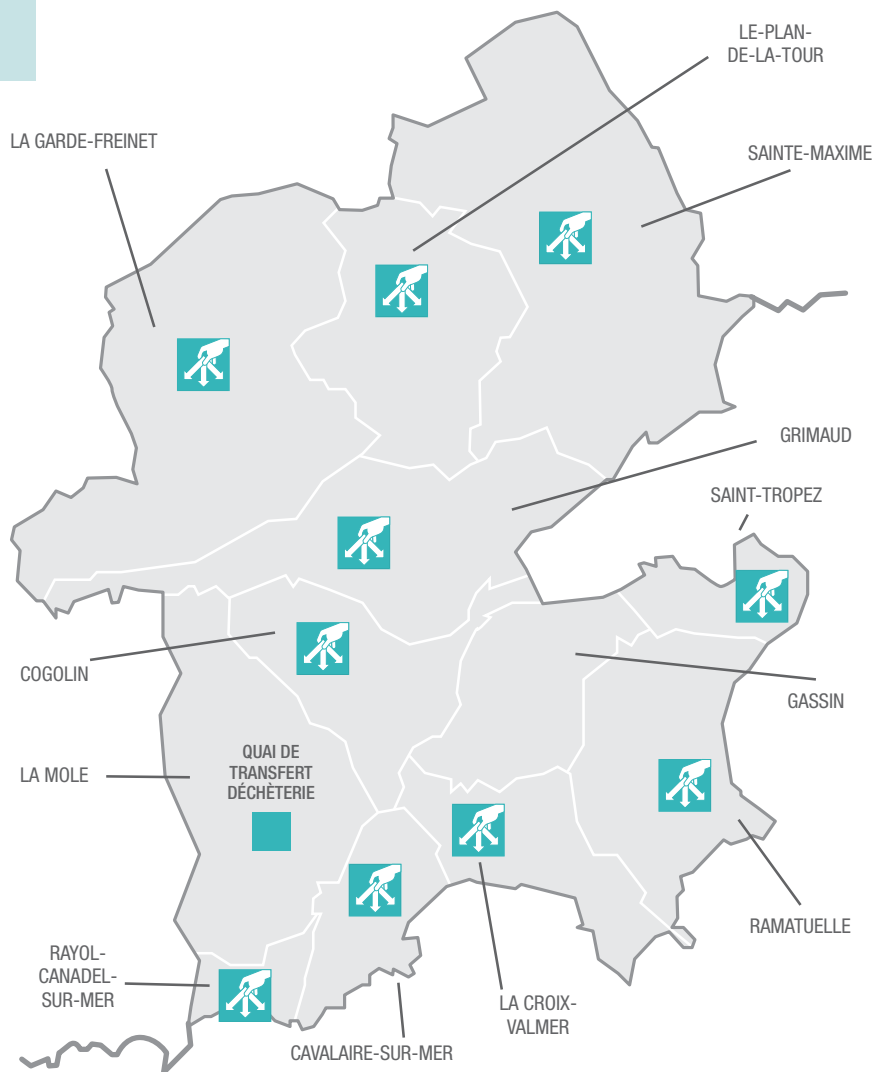 LE-PLAN-
DE-LA-TOUR
LA GARDE-FREINET
SAINTE-MAXIME
GRIMAUD
SAINT-TROPEZ
COGOLIN
GASSIN
LA MOLE
QUAI DE
TRANSFERT
DÉCHÈTERIE
RAMATUELLE
RAYOL-
CANADEL-
SUR-MER
LA CROIX-
VALMER
CAVALAIRE-SUR-MER